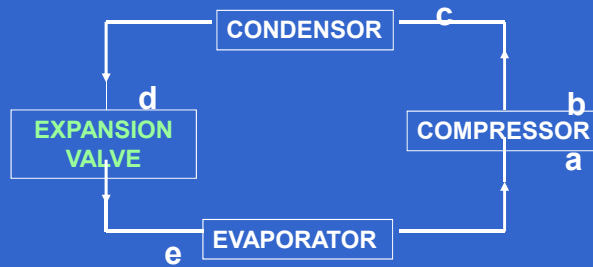 CONDENSOR
c
d
b
EXPANSION
VALVE
COMPRESSOR
a
EVAPORATOR
e